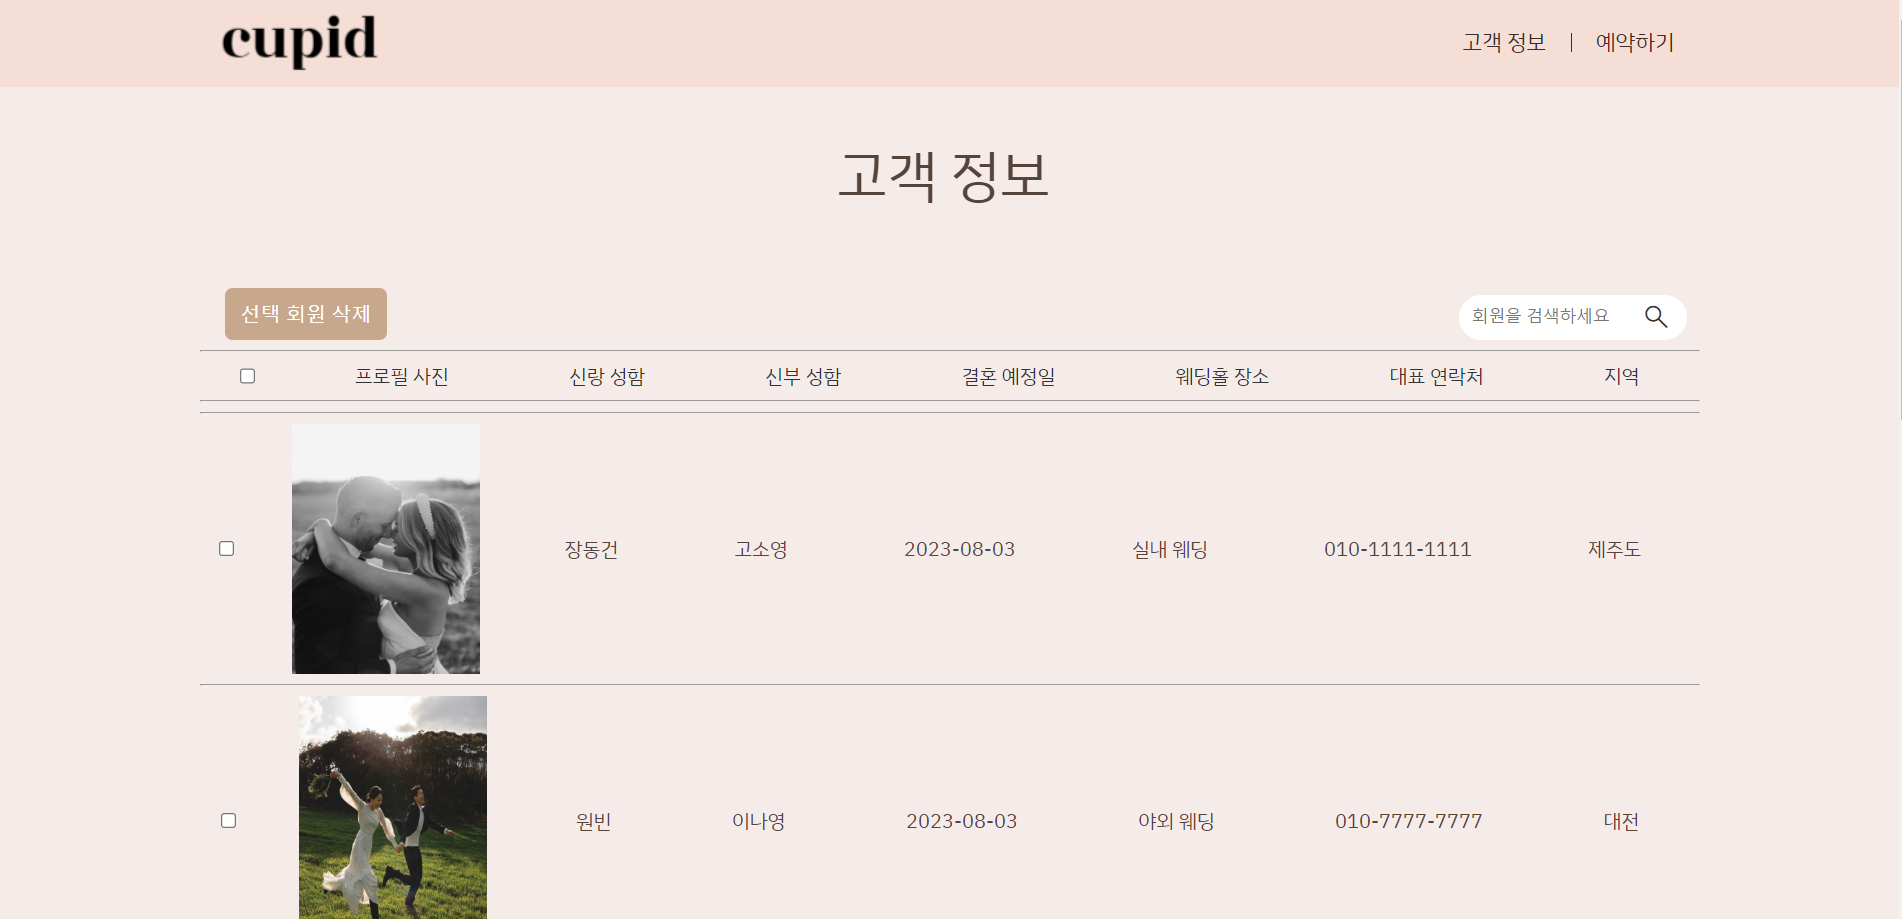 cupid
고객 정보 | 예약하기
고객 정보
선택 회원 삭제
회원을 검색하세요
프로필 사진 신랑 성함 신부 성함 결혼 예정일 웨딩홀 장소 대표 연락처 지역
장동건 고소영 2023-08-03 실내 웨딩 010-1111-1111 제주도
원빈 이나영 2023-08-03 야외 웨딩 010-7777-7777 대전